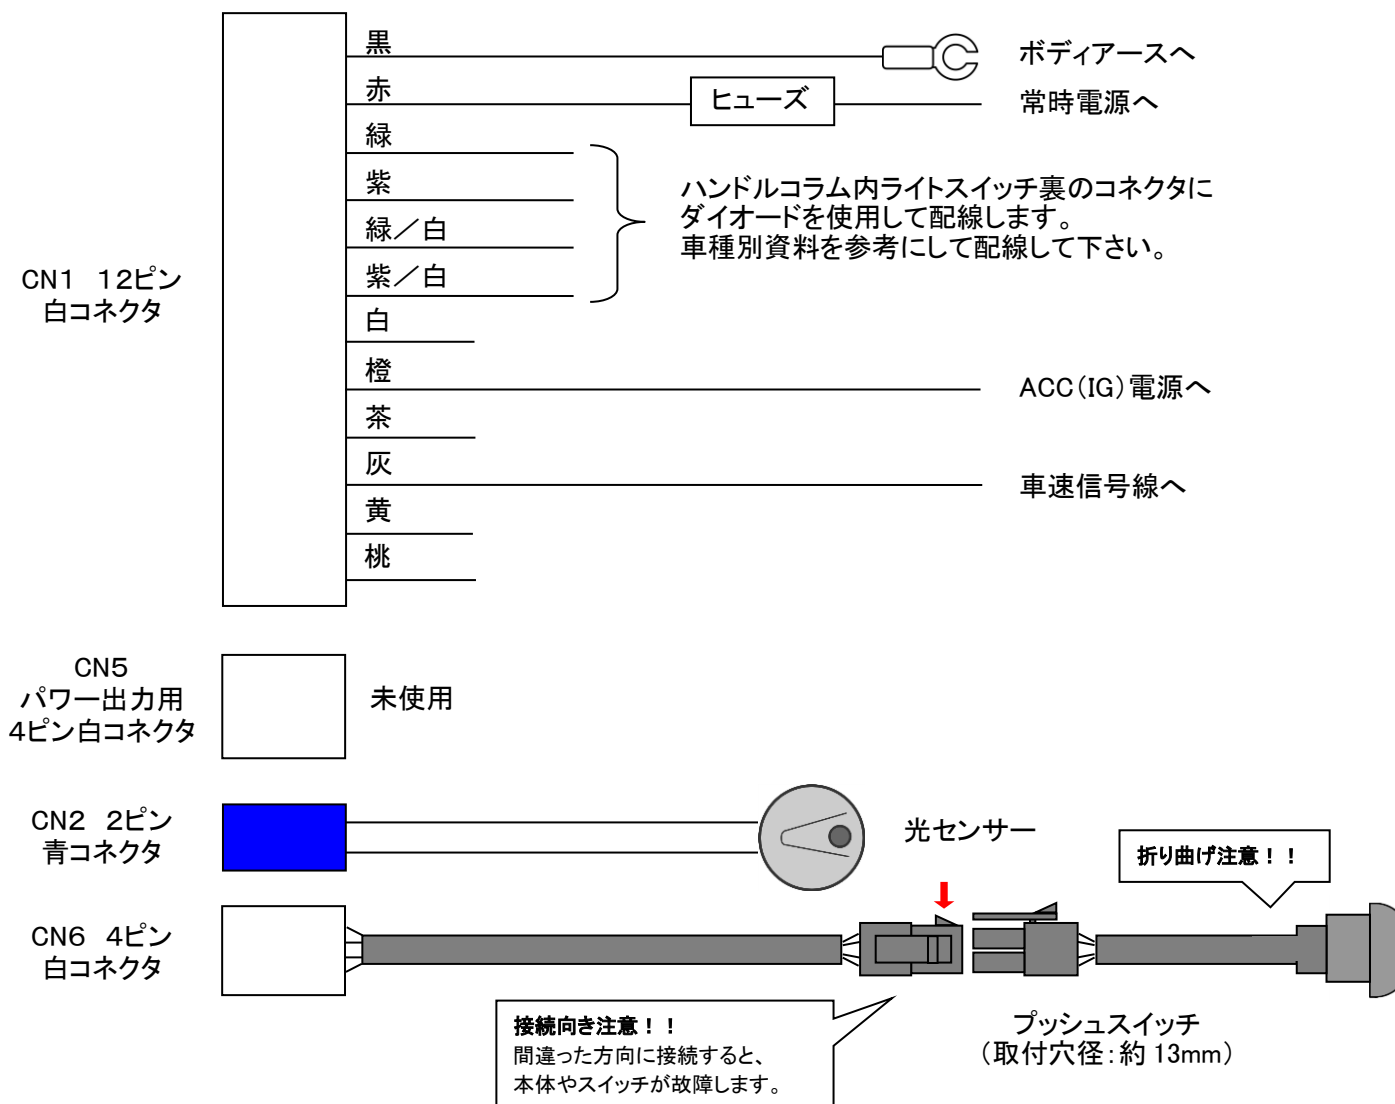 黒
ボディアースへ
赤
ヒューズ
常時電源へ
緑
紫
緑／白
紫／白
ハンドルコラム内ライトスイッチ裏のコネクタに
ダイオードを使用して配線します。
車種別資料を参考にして配線して下さい。
CN1　12ピン
白コネクタ
白
橙
ACC（IG）電源へ
茶
灰
車速信号線へ
黄
桃
CN5
パワー出力用
4ピン白コネクタ
未使用
CN2　2ピン
青コネクタ
光センサー
折り曲げ注意！！
CN6　4ピン
白コネクタ
接続向き注意！！
間違った方向に接続すると、
本体やスイッチが故障します。
プッシュスイッチ
（取付穴径：約 13mm）